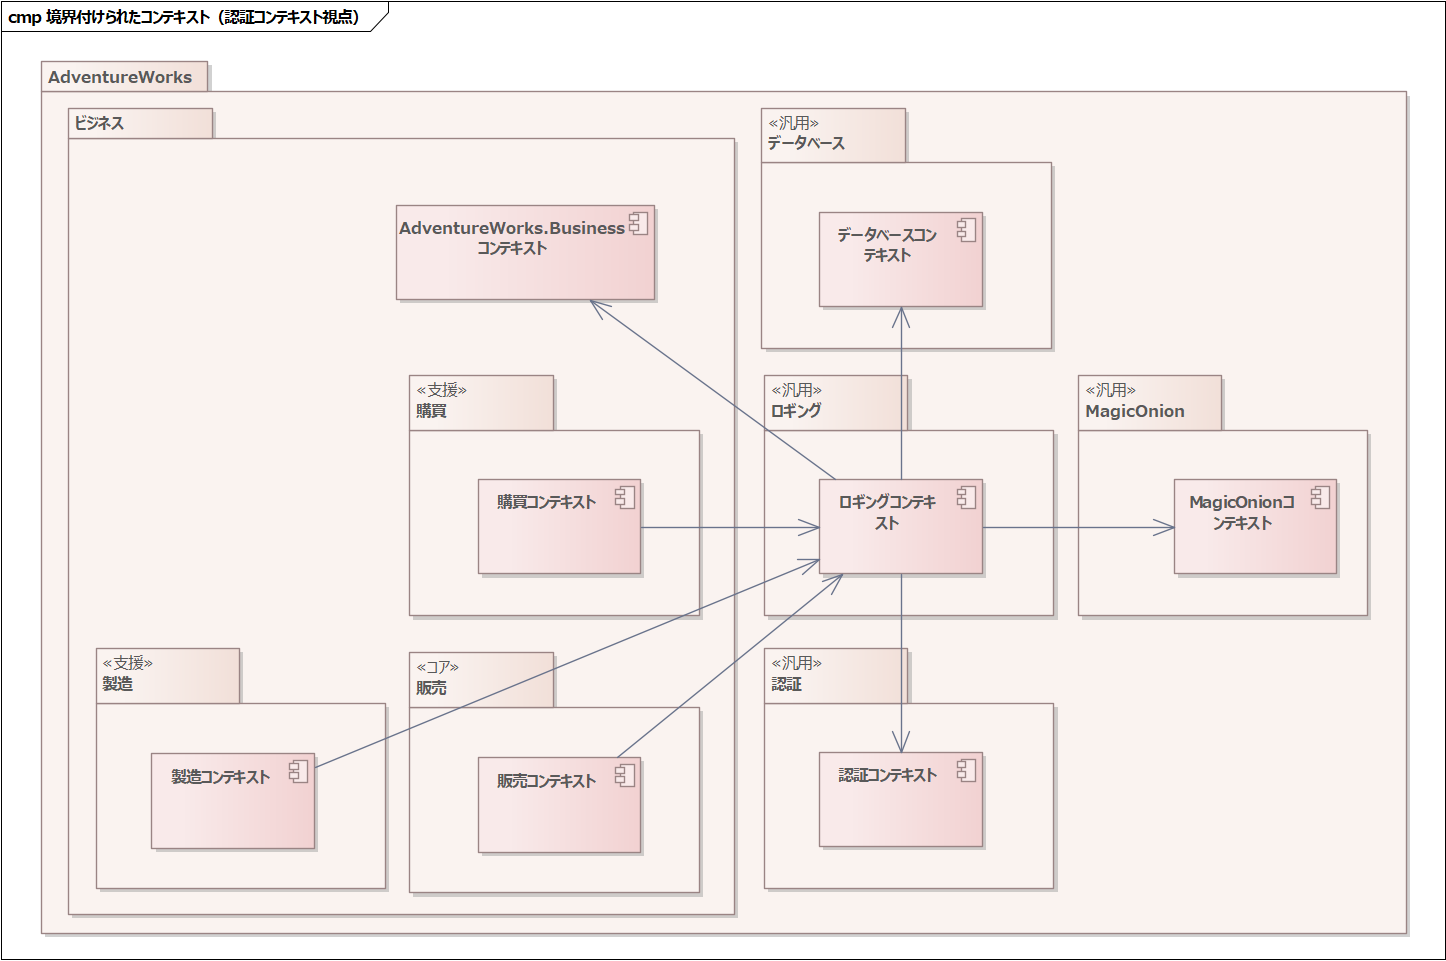 cmp 境界付けられたコンテキスト（認証コンテキスト視点）
AdventureWorks
ビジネス
AdventureWorks.Business
コンテキスト
«汎用»
データベース
データベースコン
テキスト
«支援»
購買
購買コンテキスト
«汎用»
ロギング
ロギングコンテキ
スト
«汎用»
MagicOnion
MagicOnionコ
ンテキスト
«支援»
製造
製造コンテキスト
«コア»
販売
販売コンテキスト
«汎用»
認証
認証コンテキスト